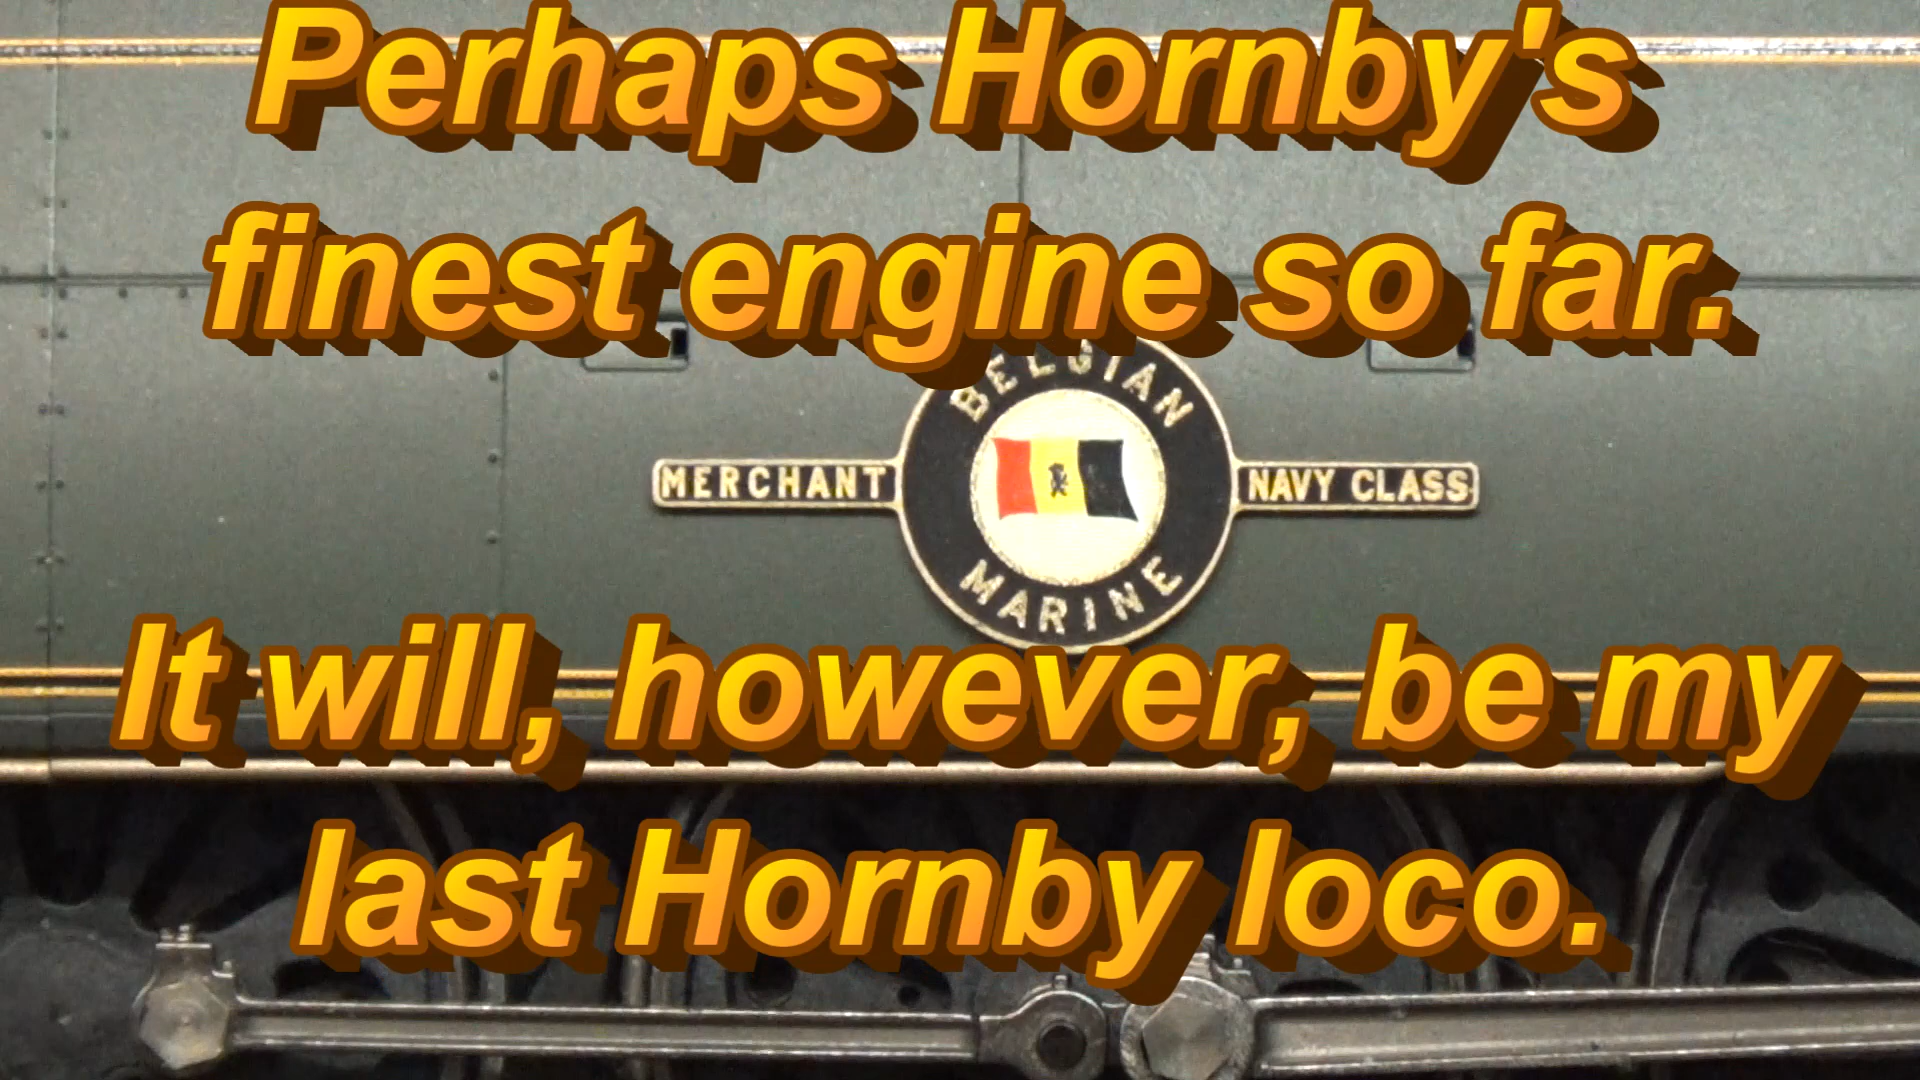 Perhaps Hornby's
finest engine so far.
BELGIAN
MERCHANT NAVY CLASS
MARINE
It will, however, be my
last Hornby loco.